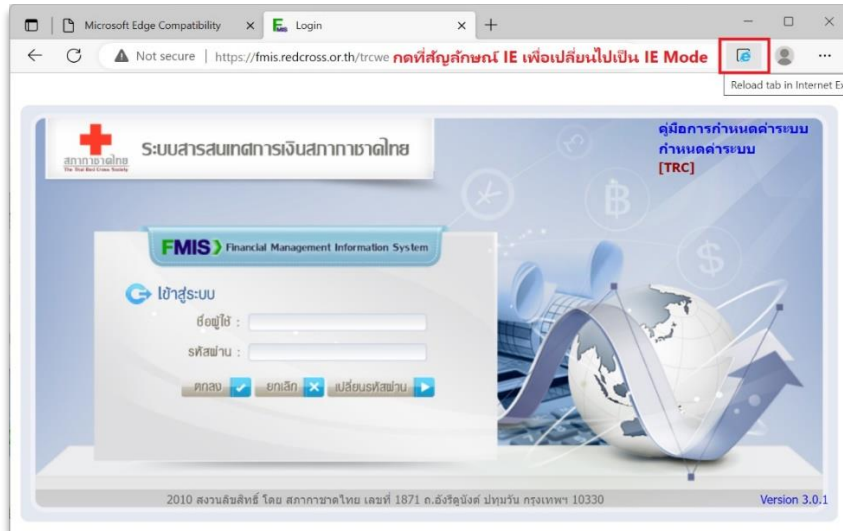 Microsoft Edge Compatibility
Login
Not secure | https://fmis.redcross.or.th/trcwe กดที่สัญลักษณ์ IE เพื่อเปลี่ยนไปเป็น IE Mode
Reload tab in Internet Ex
สภากาชาดไทย
The Thai Red Cross Society
ระบบสารสนเทศการเงินสภากาชาดไทย
คู่มือการกำหนดค่าระบบ
กำหนดค่าระบบ
[TRC]
FMIS Financial Management Information System
เข้าสู่ระบบ
ชื่อผู้ใช้ :
รหัสผ่าน :
ตกลง ยกเลิก เปลี่ยนรหัสผ่าน
2010 สงวนลิขสิทธิ์ โดย สภากาชาดไทย เลขที่ 1871 ถ.อังรีดูนังต์ ปทุมวัน กรุงเทพฯ 10330
Version 3.0.1